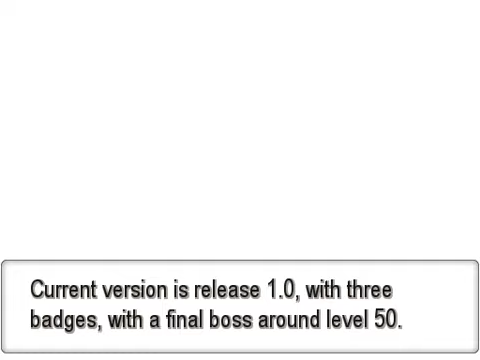 Current version is release 1.0, with three
badges, with a final boss around level 50.